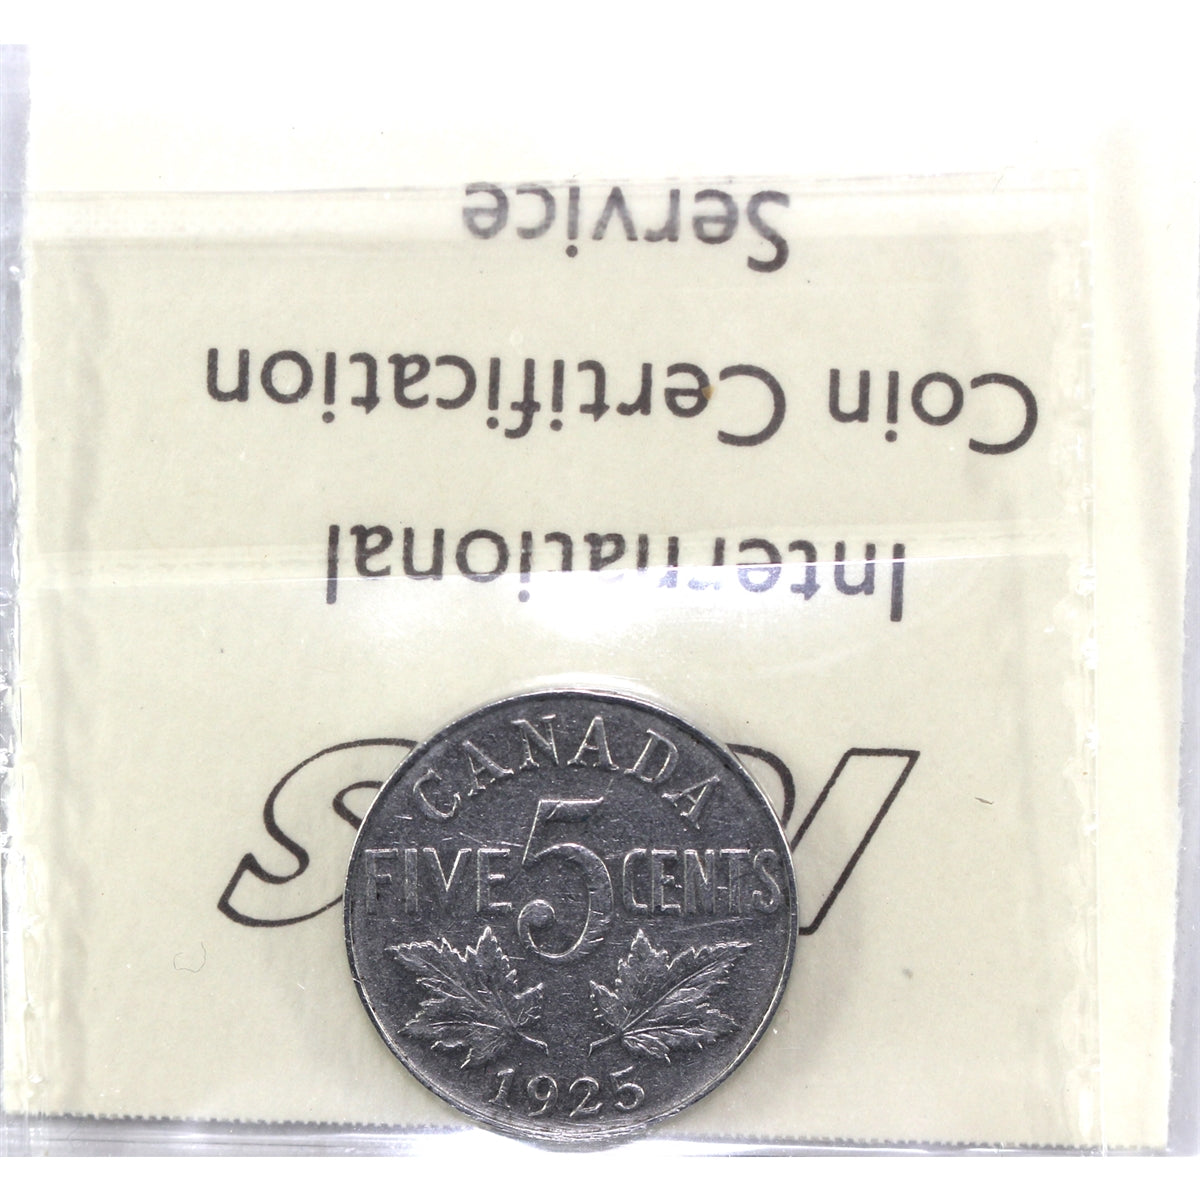 Service
Coin Certification
International
CANADA
FIVE 5 CENTS
1925